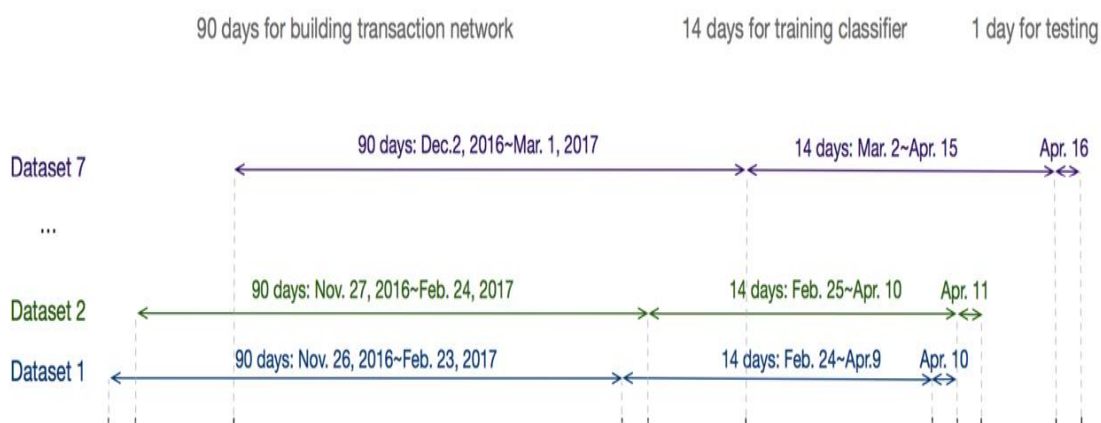 90 days for building transaction network 14 days for training classifier 1 day for testing
Dataset 7 90 days: Dec.2, 2016~Mar. 1, 2017 14 days: Mar. 2~Apr. 15 Apr. 16
...
Dataset 2 90 days: Nov. 27, 2016~Feb. 24, 2017 14 days: Feb. 25~Apr. 10 Apr. 11
Dataset 1 90 days: Nov. 26, 2016~Feb. 23, 2017 14 days: Feb. 24~Apr.9 Apr. 10